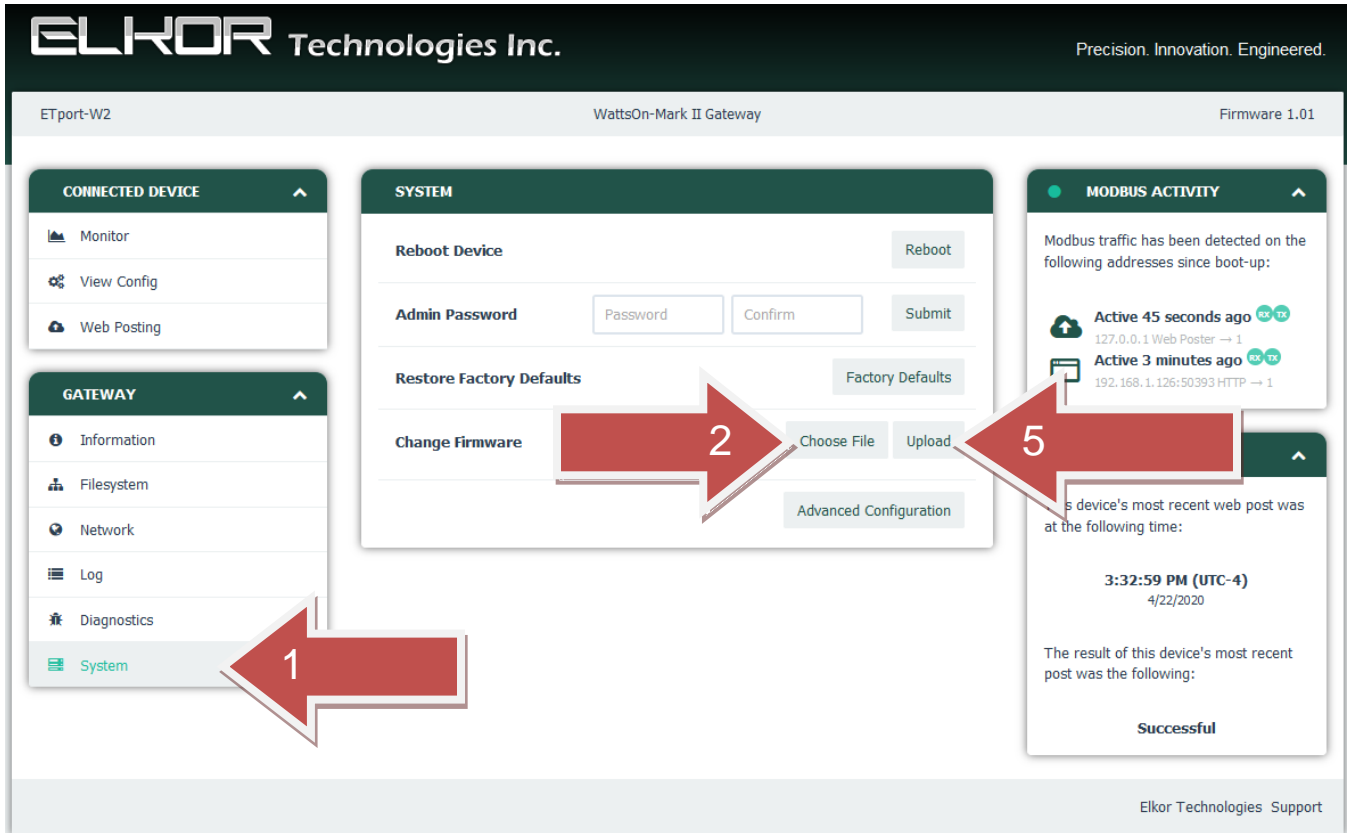 ELKOR Technologies Inc.
Precision. Innovation. Engineered.
ETport-W2
WattsOn-Mark II Gateway
Firmware 1.01
CONNECTED DEVICE
Monitor
View Config
Web Posting
GATEWAY
Information
Filesystem
Network
Log
Diagnostics
System
1
SYSTEM
Reboot Device
Reboot
Admin Password
Password
Confirm
Submit
Restore Factory Defaults
Factory Defaults
Change Firmware
2
Choose File
Upload
5
Advanced Configuration
MODBUS ACTIVITY
Modbus traffic has been detected on the
following addresses since boot-up:
Active 45 seconds ago RX TX
127.0.0.1 Web Poster → 1
Active 3 minutes ago RX TX
192.168.1.126:50393 HTTP → 1
device's most recent web post was
at the following time:
3:32:59 PM (UTC-4)
4/22/2020
The result of this device's most recent
post was the following:
Successful
Elkor Technologies Support